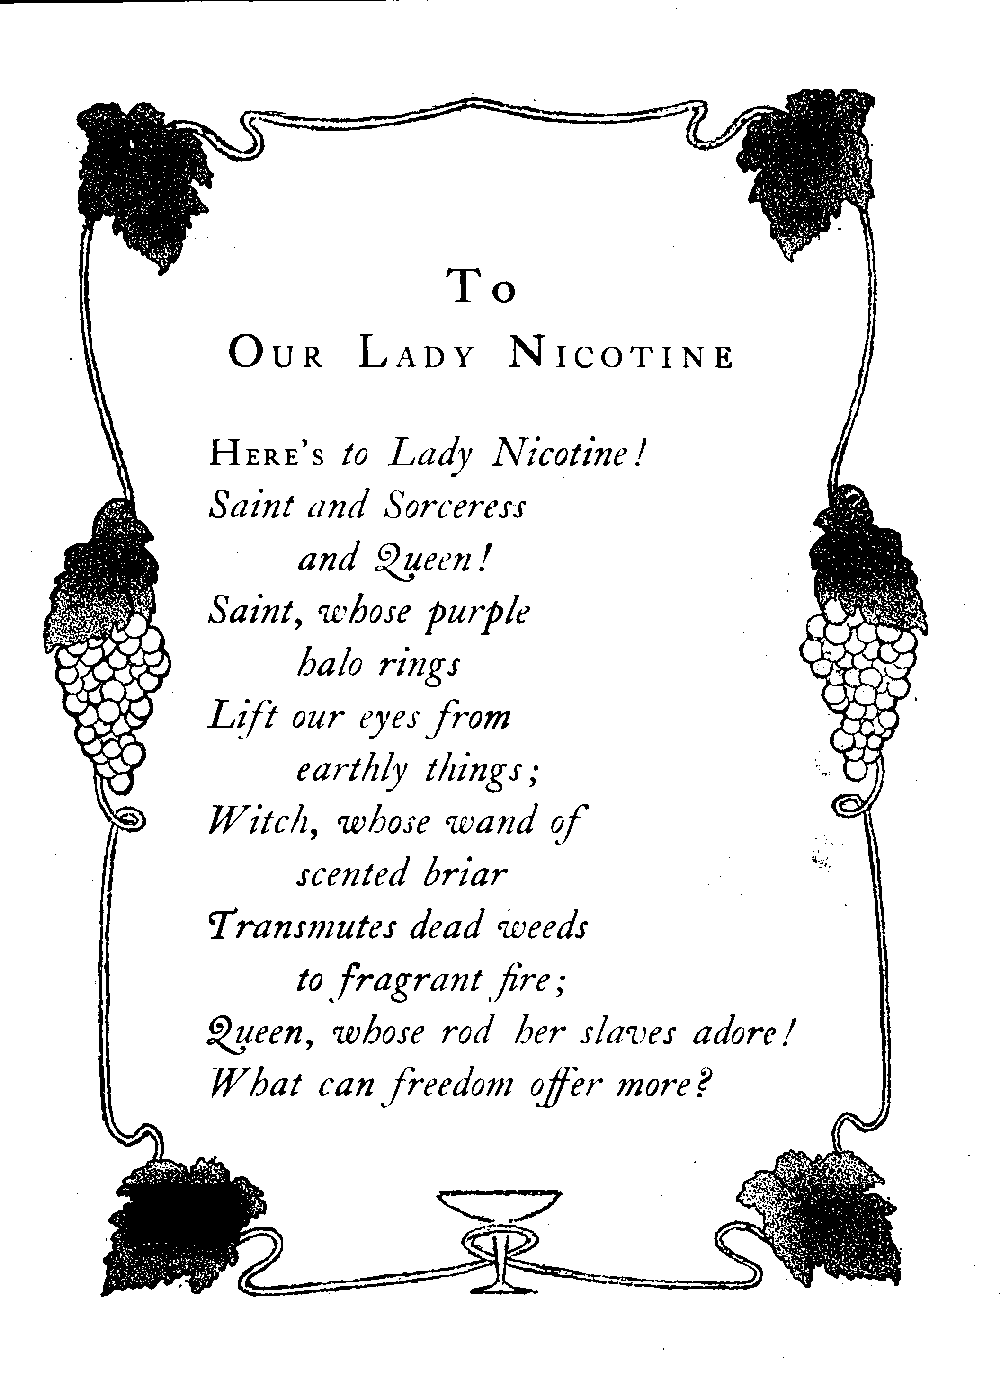 To
Our Lady Nicotine
Here's to Lady Nicotine!
Saint and Sorceress
and Queen!
Saint, whose purple
halo rings
Lift our eyes from
earthly things;
Witch, whose wand of
scented briar
Transmutes dead weeds
to fragrant fire;
Queen, whose rod her slaves adore!
What can freedom offer more?